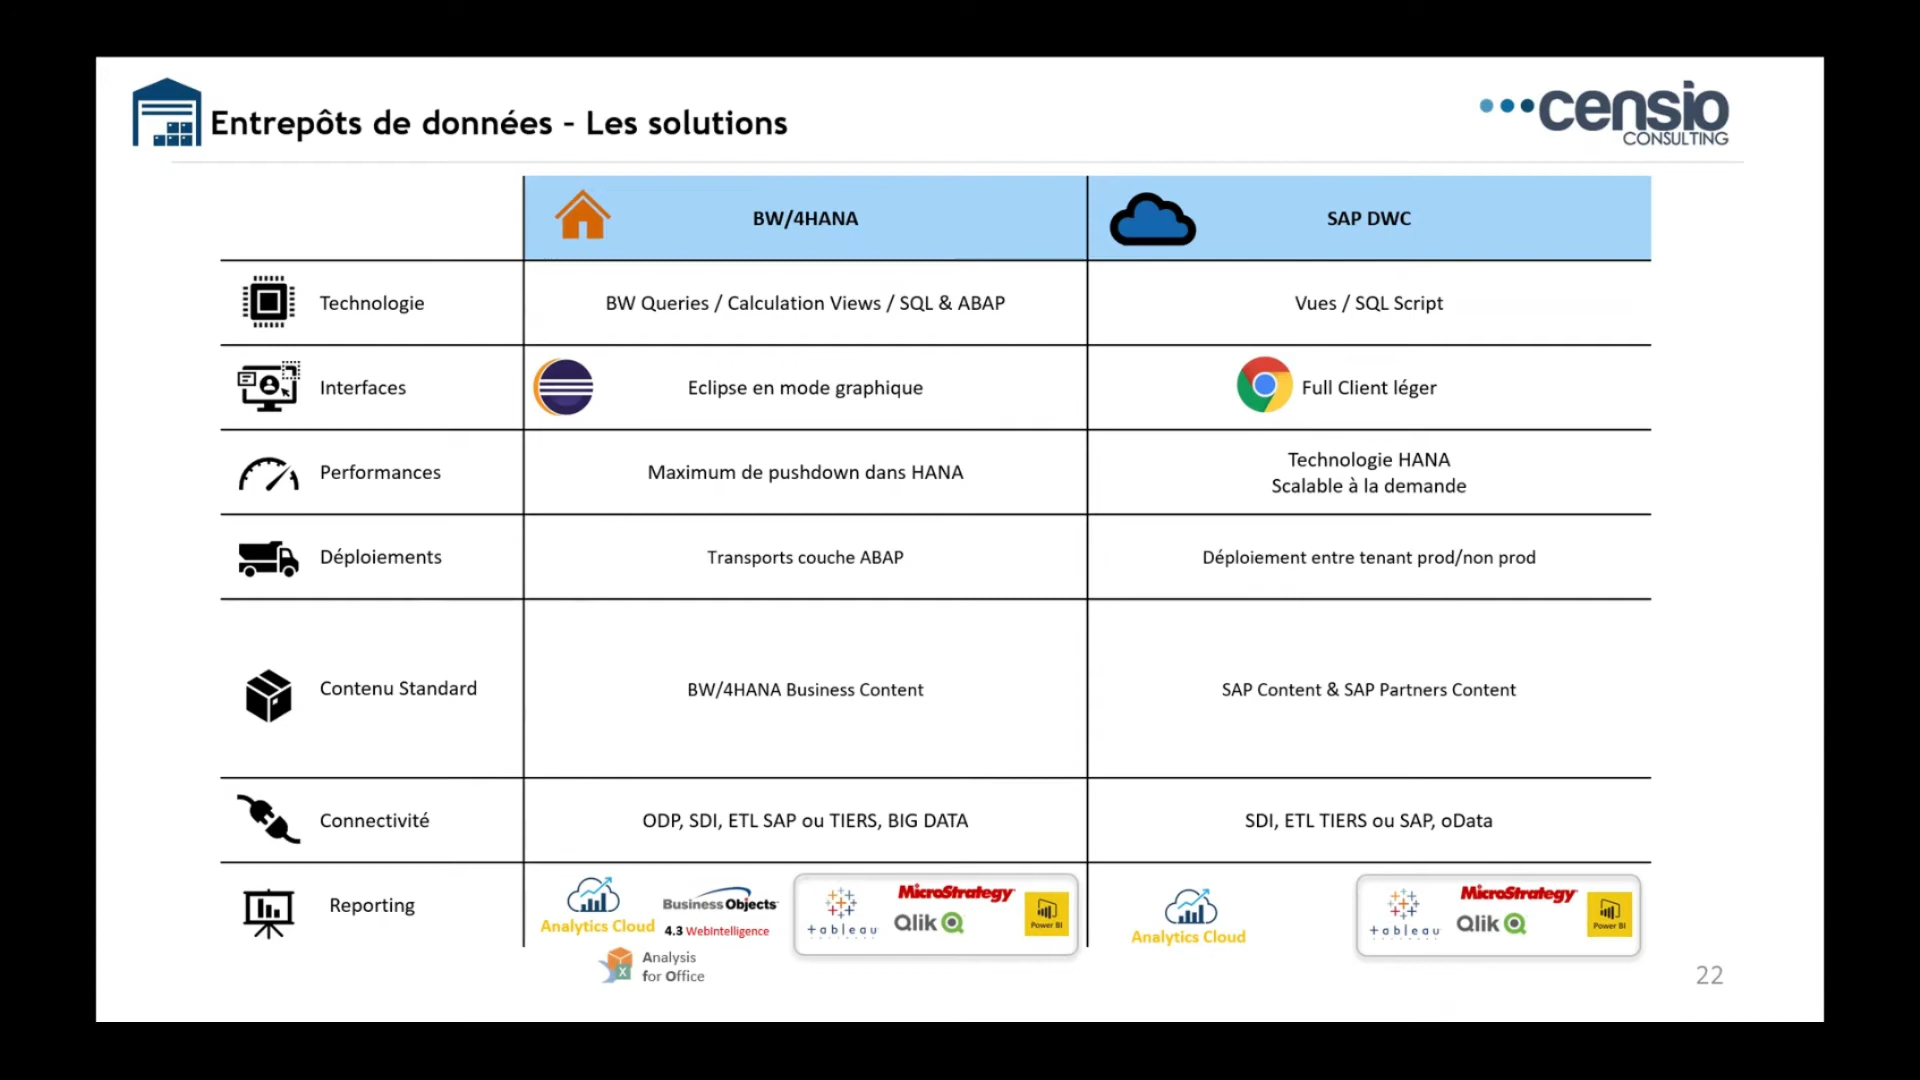 Entrepôts de données – Les solutions
censio
CONSULTING
BW/4HANA
SAP DWC
Technologie
BW Queries / Calculation Views / SQL & ABAP
Vues / SQL Script
Interfaces
Eclipse en mode graphique
Full Client léger
Performances
Maximum de pushdown dans HANA
Technologie HANA
Scalable à la demande
Déploiements
Transports couche ABAP
Déploiement entre tenant prod/non prod
Contenu Standard
BW/4HANA Business Content
SAP Content & SAP Partners Content
Connectivité
ODP, SDI, ETL SAP ou TIERS, BIG DATA
SDI, ETL TIERS ou SAP, oData
Reporting
Analytics Cloud
BusinessObjects
4.3 WebIntelligence
Analysis
for Office
+ableau
MicroStrategy
Qlik
Power BI
Analytics Cloud
+ableau
MicroStrategy
Qlik
Power BI
22